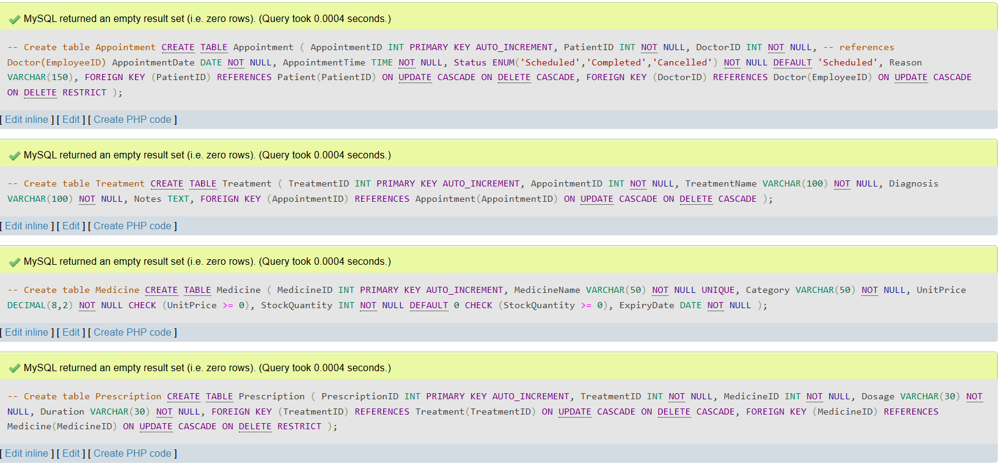 MySQL returned an empty result set (i.e. zero rows). (Query took 0.0004 seconds.)
-- Create table Appointment CREATE TABLE Appointment ( AppointmentID INT PRIMARY KEY AUTO_INCREMENT, PatientID INT NOT NULL, DoctorID INT NOT NULL, -- references
Doctor(EmployeeID) AppointmentDate DATE NOT NULL, AppointmentTime TIME NOT NULL, Status ENUM('Scheduled','Completed','Cancelled') NOT NULL DEFAULT 'Scheduled', Reason
VARCHAR(150), FOREIGN KEY (PatientID) REFERENCES Patient(PatientID) ON UPDATE CASCADE ON DELETE CASCADE, FOREIGN KEY (DoctorID) REFERENCES Doctor(EmployeeID) ON UPDATE CASCADE
ON DELETE RESTRICT );
[ Edit inline ] [ Edit ] [ Create PHP code ]
MySQL returned an empty result set (i.e. zero rows). (Query took 0.0004 seconds.)
-- Create table Treatment CREATE TABLE Treatment ( TreatmentID INT PRIMARY KEY AUTO_INCREMENT, AppointmentID INT NOT NULL, TreatmentName VARCHAR(100) NOT NULL, Diagnosis
VARCHAR(100) NOT NULL, Notes TEXT, FOREIGN KEY (AppointmentID) REFERENCES Appointment(AppointmentID) ON UPDATE CASCADE ON DELETE CASCADE );
[ Edit inline ] [ Edit ] [ Create PHP code ]
MySQL returned an empty result set (i.e. zero rows). (Query took 0.0004 seconds.)
-- Create table Medicine CREATE TABLE Medicine ( MedicineID INT PRIMARY KEY AUTO_INCREMENT, MedicineName VARCHAR(50) NOT NULL UNIQUE, Category VARCHAR(50) NOT NULL, UnitPrice
DECIMAL(8,2) NOT NULL CHECK (UnitPrice >= 0), StockQuantity INT NOT NULL DEFAULT 0 CHECK (StockQuantity >= 0), ExpiryDate DATE NOT NULL );
[ Edit inline ] [ Edit ] [ Create PHP code ]
MySQL returned an empty result set (i.e. zero rows). (Query took 0.0004 seconds.)
-- Create table Prescription CREATE TABLE Prescription ( PrescriptionID INT PRIMARY KEY AUTO_INCREMENT, TreatmentID INT NOT NULL, MedicineID INT NOT NULL, Dosage VARCHAR(30) NOT
NULL, Duration VARCHAR(30) NOT NULL, FOREIGN KEY (TreatmentID) REFERENCES Treatment(TreatmentID) ON UPDATE CASCADE ON DELETE CASCADE, FOREIGN KEY (MedicineID) REFERENCES
Medicine(MedicineID) ON UPDATE CASCADE ON DELETE RESTRICT );
[ Edit inline ] [ Edit ] [ Create PHP code ]